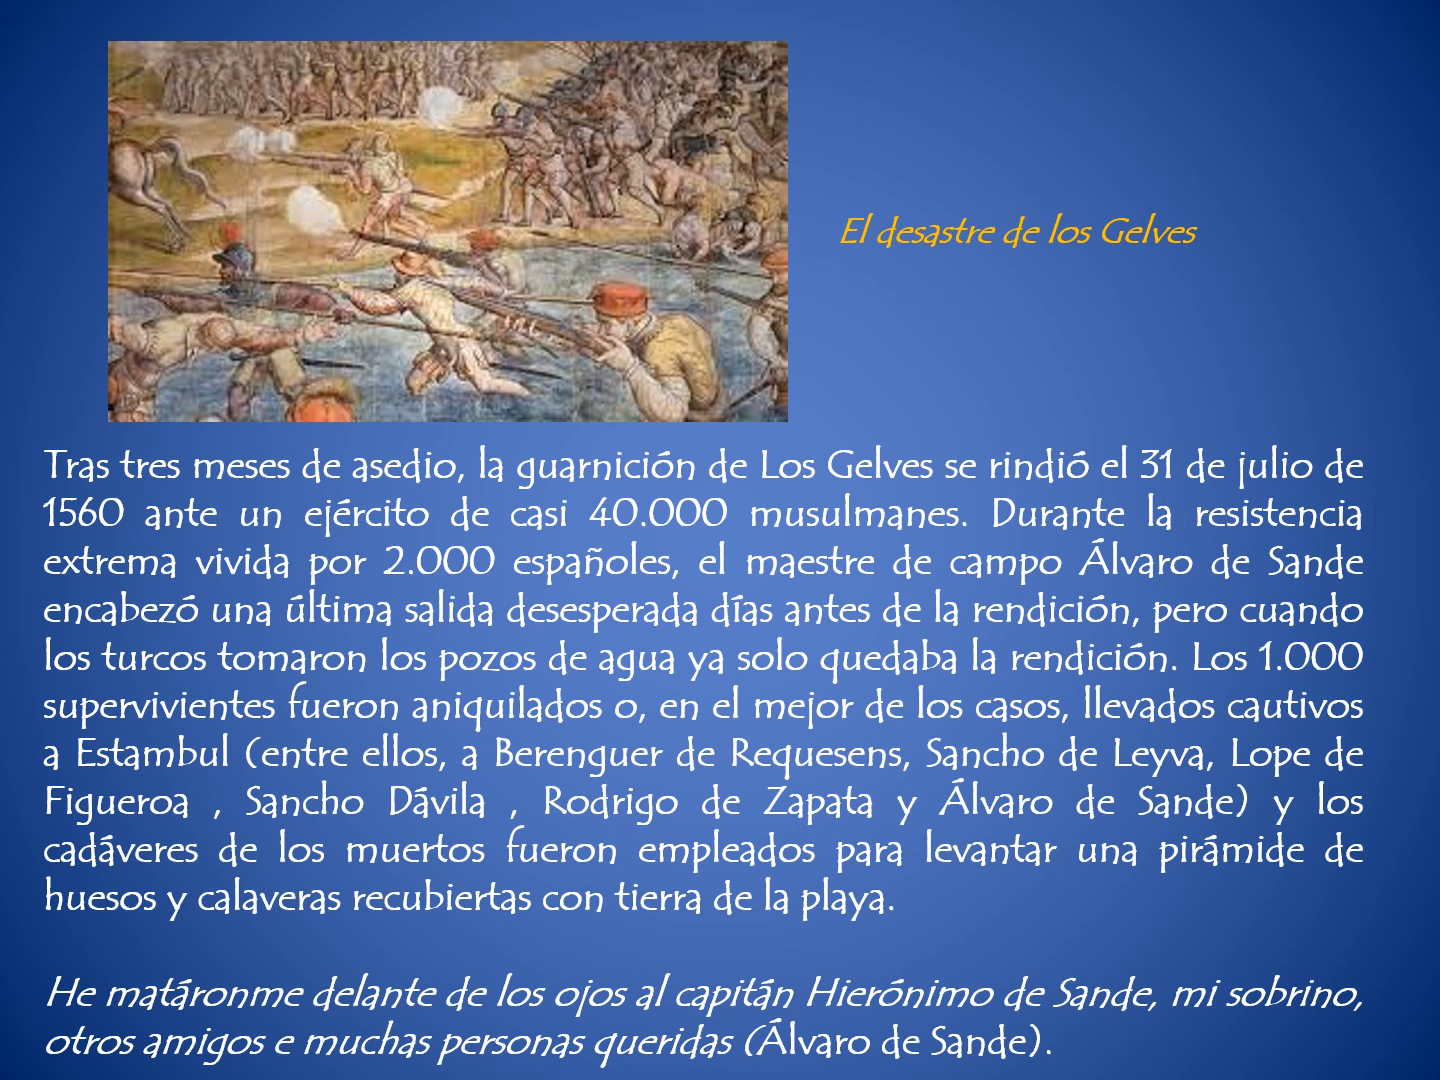 El desastre de los Gelves
Tras tres meses de asedio, la guarnición de Los Gelves se rindió el 31 de julio de
1560 ante un ejército de casi 40.000 musulmanes. Durante la resistencia
extrema vivida por 2.000 españoles, el maestre de campo Álvaro de Sande
encabezó una última salida desesperada días antes de la rendición, pero cuando
los turcos tomaron los pozos de agua ya solo quedaba la rendición. Los 1.000
supervivientes fueron aniquilados o, en el mejor de los casos, llevados cautivos
a Estambul (entre ellos, a Berenguer de Requesens, Sancho de Leyva, Lope de
Figueroa , Sancho Dávila , Rodrigo de Zapata y Álvaro de Sande) y los
cadáveres de los muertos fueron empleados para levantar una pirámide de
huesos y calaveras recubiertas con tierra de la playa.
He matáronme delante de los ojos al capitán Hierónimo de Sande, mi sobrino,
otros amigos e muchas personas queridas (Álvaro de Sande).